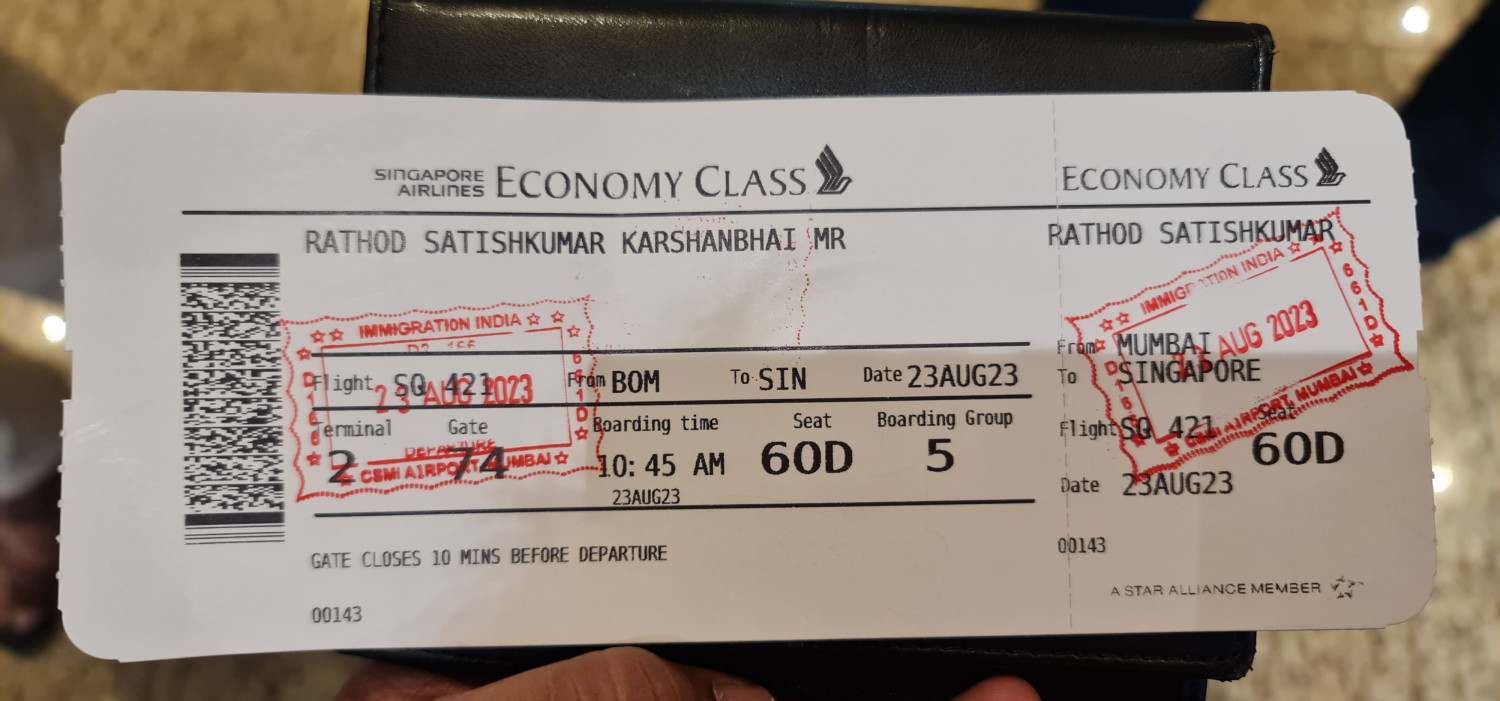 SINGAPORE AIRLINES ECONOMY CLASS
RATHOD SATISHKUMAR KARSHANBHAI MR
IMMIGRATION INDIA
Flight SQ 421 From BOM To SIN Date 23AUG23
23 AUG 2023
Terminal Gate Boarding time Seat Boarding Group
DEPARTURE
2 74 10:45 AM 60D 5
CSMI AIRPORT, MUMBAI
23AUG23
GATE CLOSES 10 MINS BEFORE DEPARTURE
00143
ECONOMY CLASS
RATHOD SATISHKUMAR
IMMIGRATION INDIA
661D
From MUMBAI
AUG 2023
To SINGAPORE
CSMI AIRPORT, MUMBAI
Seat
Flight SQ 421 60D
Date 23AUG23
00143
A STAR ALLIANCE MEMBER